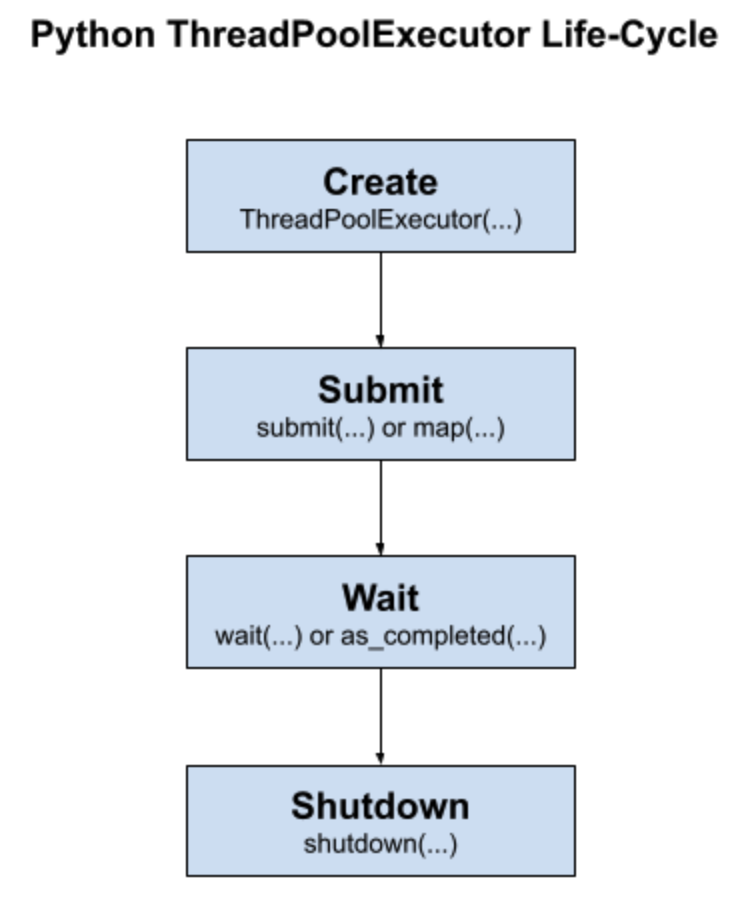 Python ThreadPoolExecutor Life-Cycle
Create
ThreadPoolExecutor(...)
Submit
submit(...) or map(...)
Wait
wait(...) or as_completed(...)
Shutdown
shutdown(...)